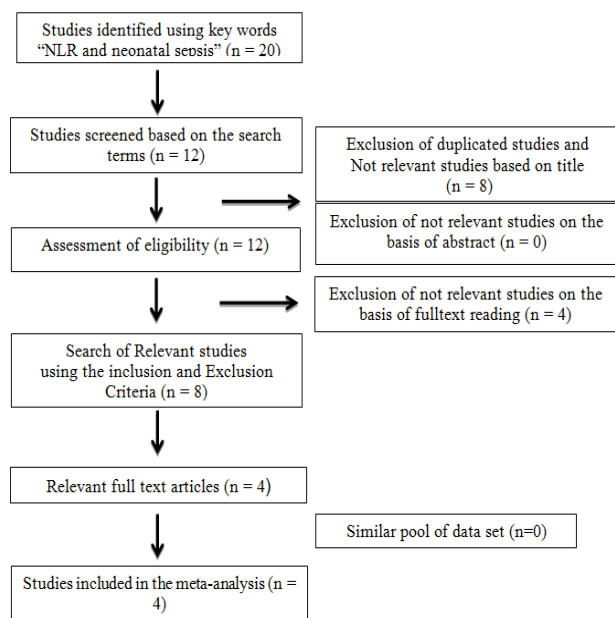 Studies identified using key words
“NLR and neonatal sepsis” (n = 20)
Studies screened based on the search
terms (n = 12)
Exclusion of duplicated studies and
Not relevant studies based on title
(n = 8)
Exclusion of not relevant studies on the
basis of abstract (n = 0)
Assessment of eligibility (n = 12)
Exclusion of not relevant studies on the
basis of fulltext reading (n = 4)
Search of Relevant studies
using the inclusion and Exclusion
Criteria (n = 8)
Relevant full text articles (n = 4)
Similar pool of data set (n=0)
Studies included in the meta-analysis (n =
4)